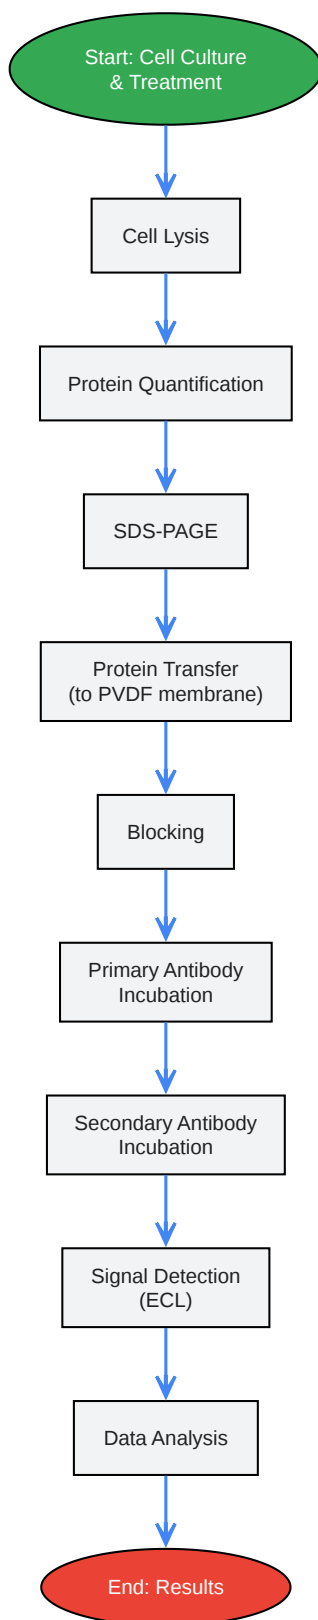 Start: Cell Culture
& Treatment
Cell Lysis
Protein Quantification
SDS-PAGE
Protein Transfer
(to PVDF membrane)
Blocking
Primary Antibody
Incubation
Secondary Antibody
Incubation
Signal Detection
(ECL)
Data Analysis
End: Results